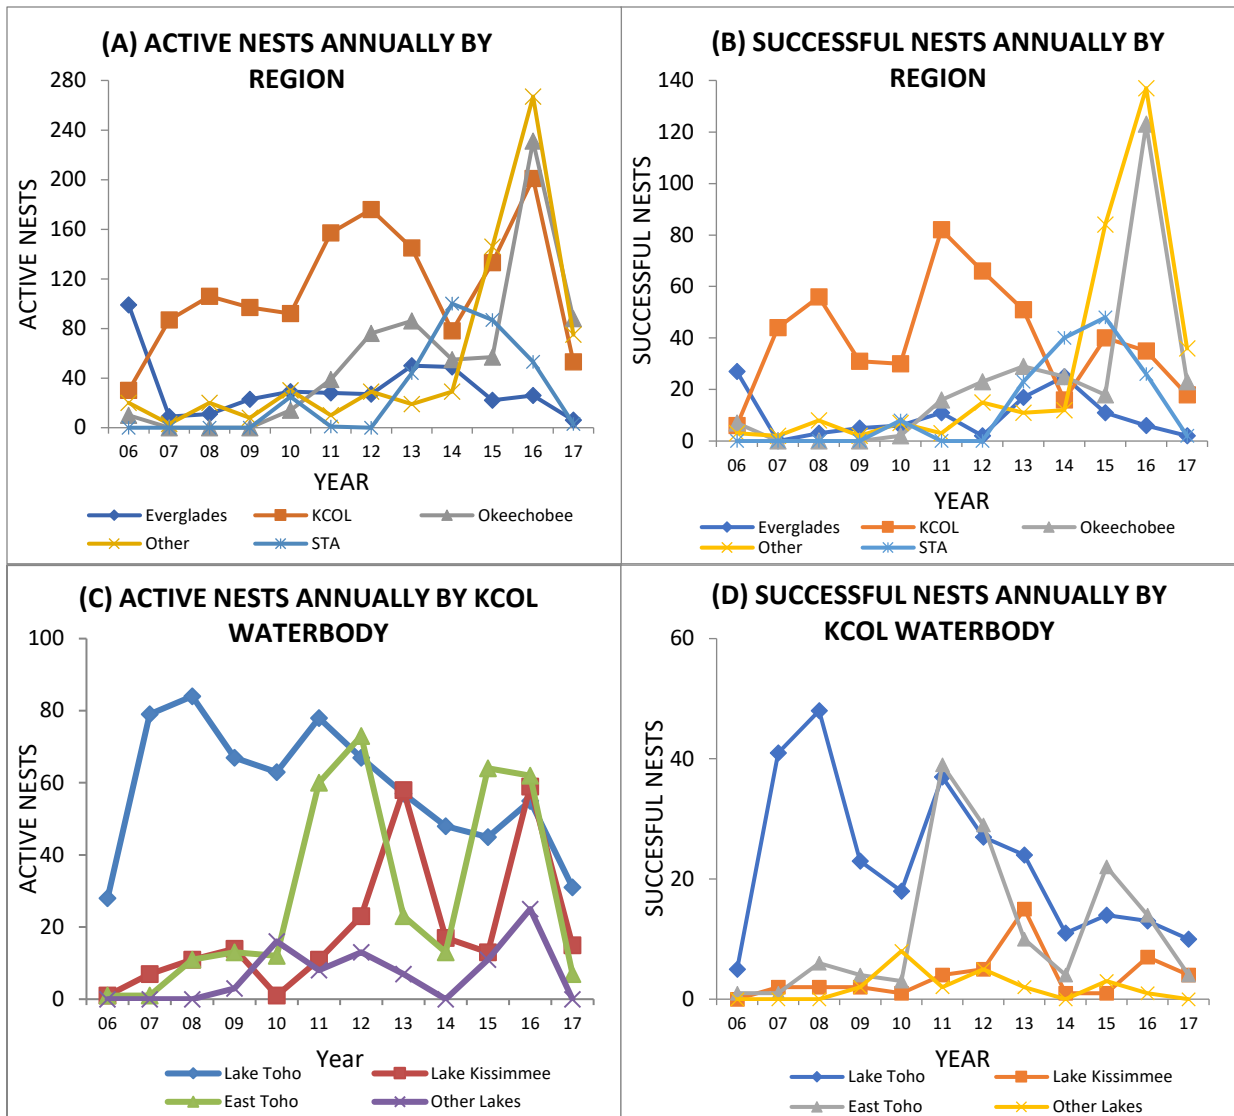 (A) ACTIVE NESTS ANNUALLY BY
REGION
280
240
200
160
120
80
40
0
ACTIVE NESTS
06 07 08 09 10 11 12 13 14 15 16 17
YEAR
Everglades KCOL Okeechobee
Other STA
(B) SUCCESSFUL NESTS ANNUALLY BY
REGION
140
120
100
80
60
40
20
0
SUCCESSFUL NESTS
06 07 08 09 10 11 12 13 14 15 16 17
YEAR
Everglades KCOL Okeechobee
Other STA
(C) ACTIVE NESTS ANNUALLY BY KCOL
WATERBODY
100
80
60
40
20
0
ACTIVE NESTS
06 07 08 09 10 11 12 13 14 15 16 17
Year
Lake Toho Lake Kissimmee
East Toho Other Lakes
(D) SUCCESSFUL NESTS ANNUALLY BY
KCOL WATERBODY
60
40
20
0
SUCCESFUL NESTS
06 07 08 09 10 11 12 13 14 15 16 17
YEAR
Lake Toho Lake Kissimmee
East Toho Other Lakes